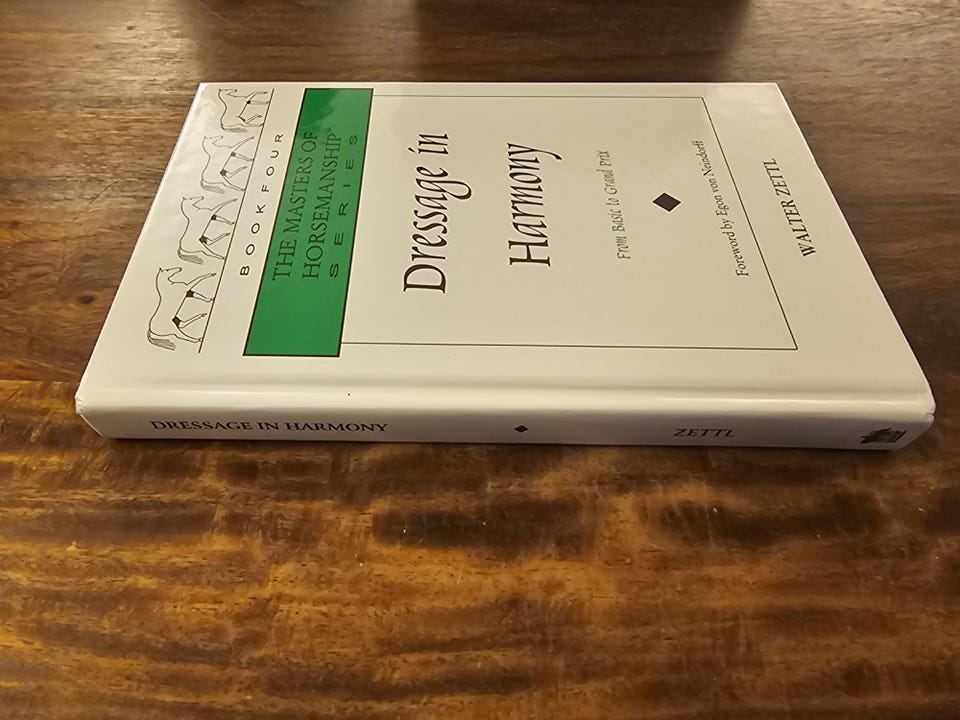 BOOK FOUR
THE MASTERS OF
HORSEMANSHIP
SERIES
Dressage in
Harmony
From Basic to Grand Prix
Foreword by Egon von Neindorff
WALTER ZETTL
DRESSAGE IN HARMONY
ZETTL